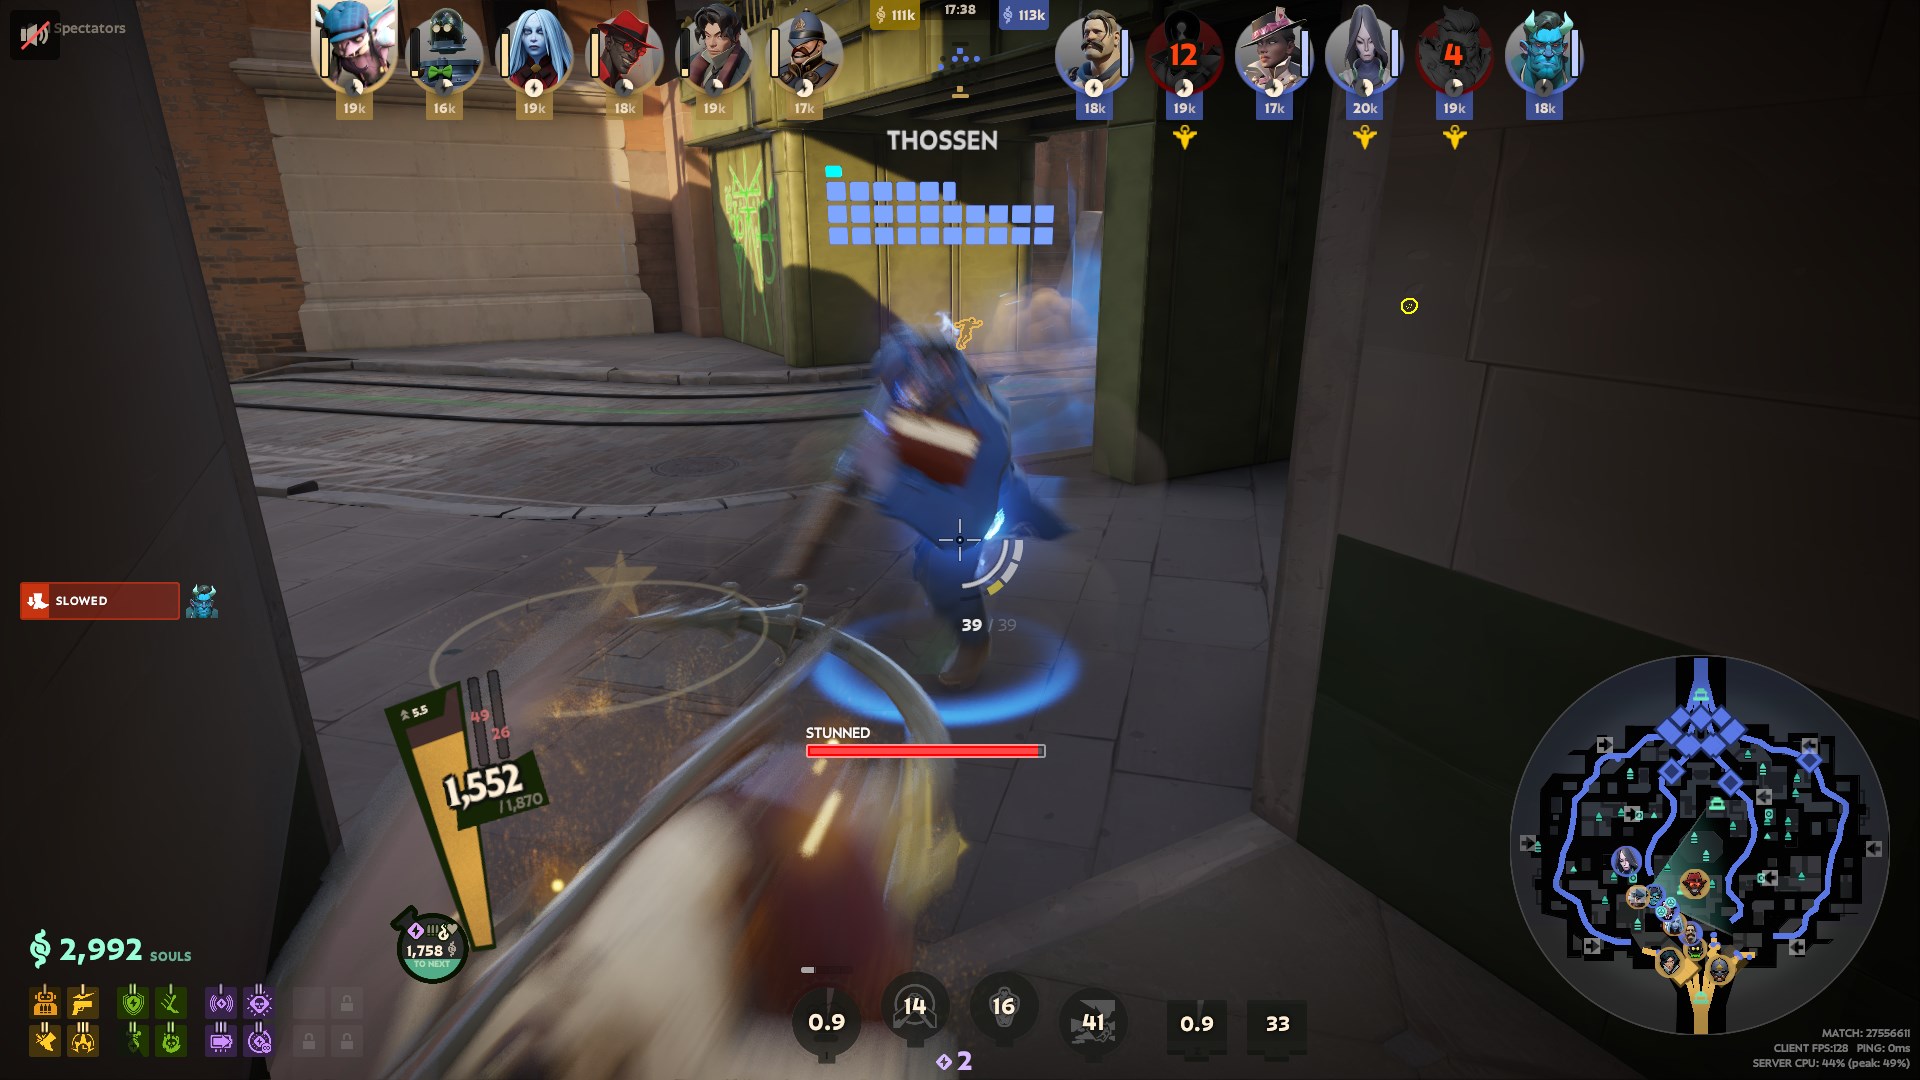 Spectators
111k
17:38
113k
12
4
19k
16k
19k
18k
19k
17k
18k
19k
17k
20k
19k
18k
THOSSEN
SLOWED
39 / 39
5.5
49
26
STUNNED
1,552
/1,870
1,758
TO NEXT
2,992 SOULS
0.9
14
16
41
0.9
33
2
MATCH: 27556611
CLIENT FPS:128 PING: 0ms
SERVER CPU: 44% (peak: 49%)